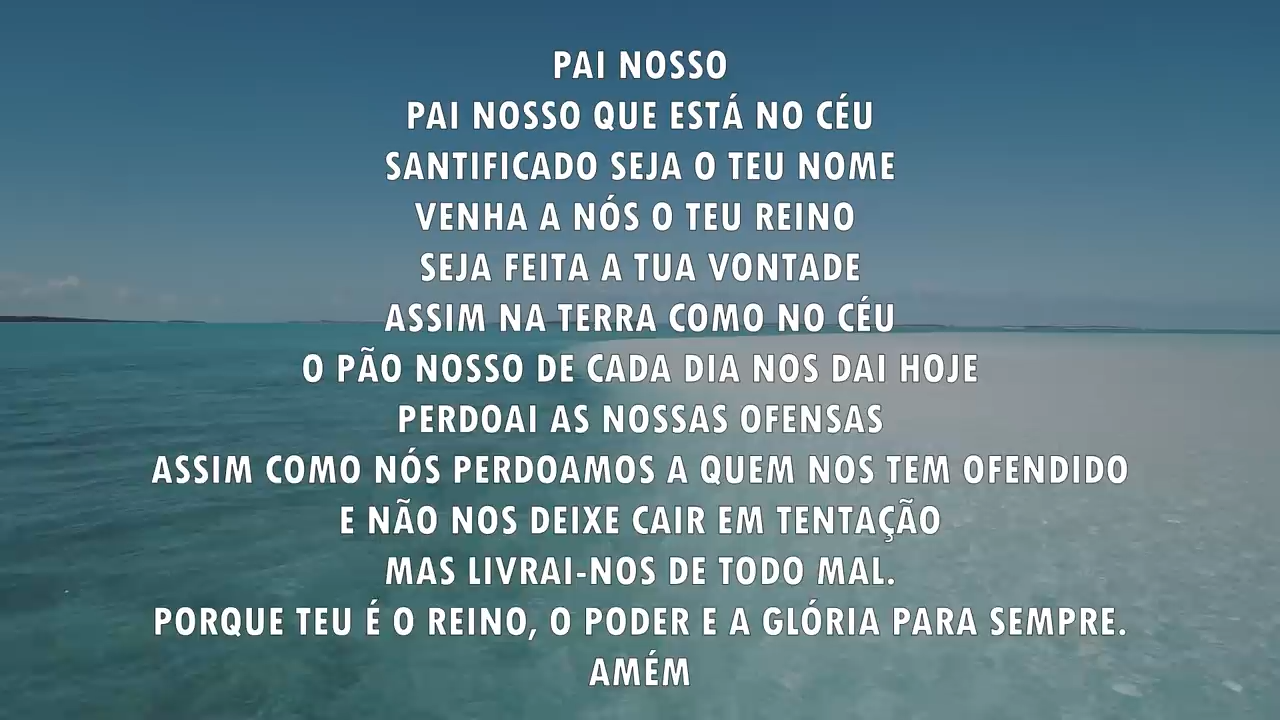 PAI NOSSO
PAI NOSSO QUE ESTÁ NO CÉU
SANTIFICADO SEJA O TEU NOME
VENHA A NÓS O TEU REINO
SEJA FEITA A TUA VONTADE
ASSIM NA TERRA COMO NO CÉU
O PÃO NOSSO DE CADA DIA NOS DAI HOJE
PERDOAI AS NOSSAS OFENSAS
ASSIM COMO NÓS PERDOAMOS A QUEM NOS TEM OFENDIDO
E NÃO NOS DEIXE CAIR EM TENTAÇÃO
MAS LIVRAI-NOS DE TODO MAL.
PORQUE TEU É O REINO, O PODER E A GLÓRIA PARA SEMPRE.
AMÉM